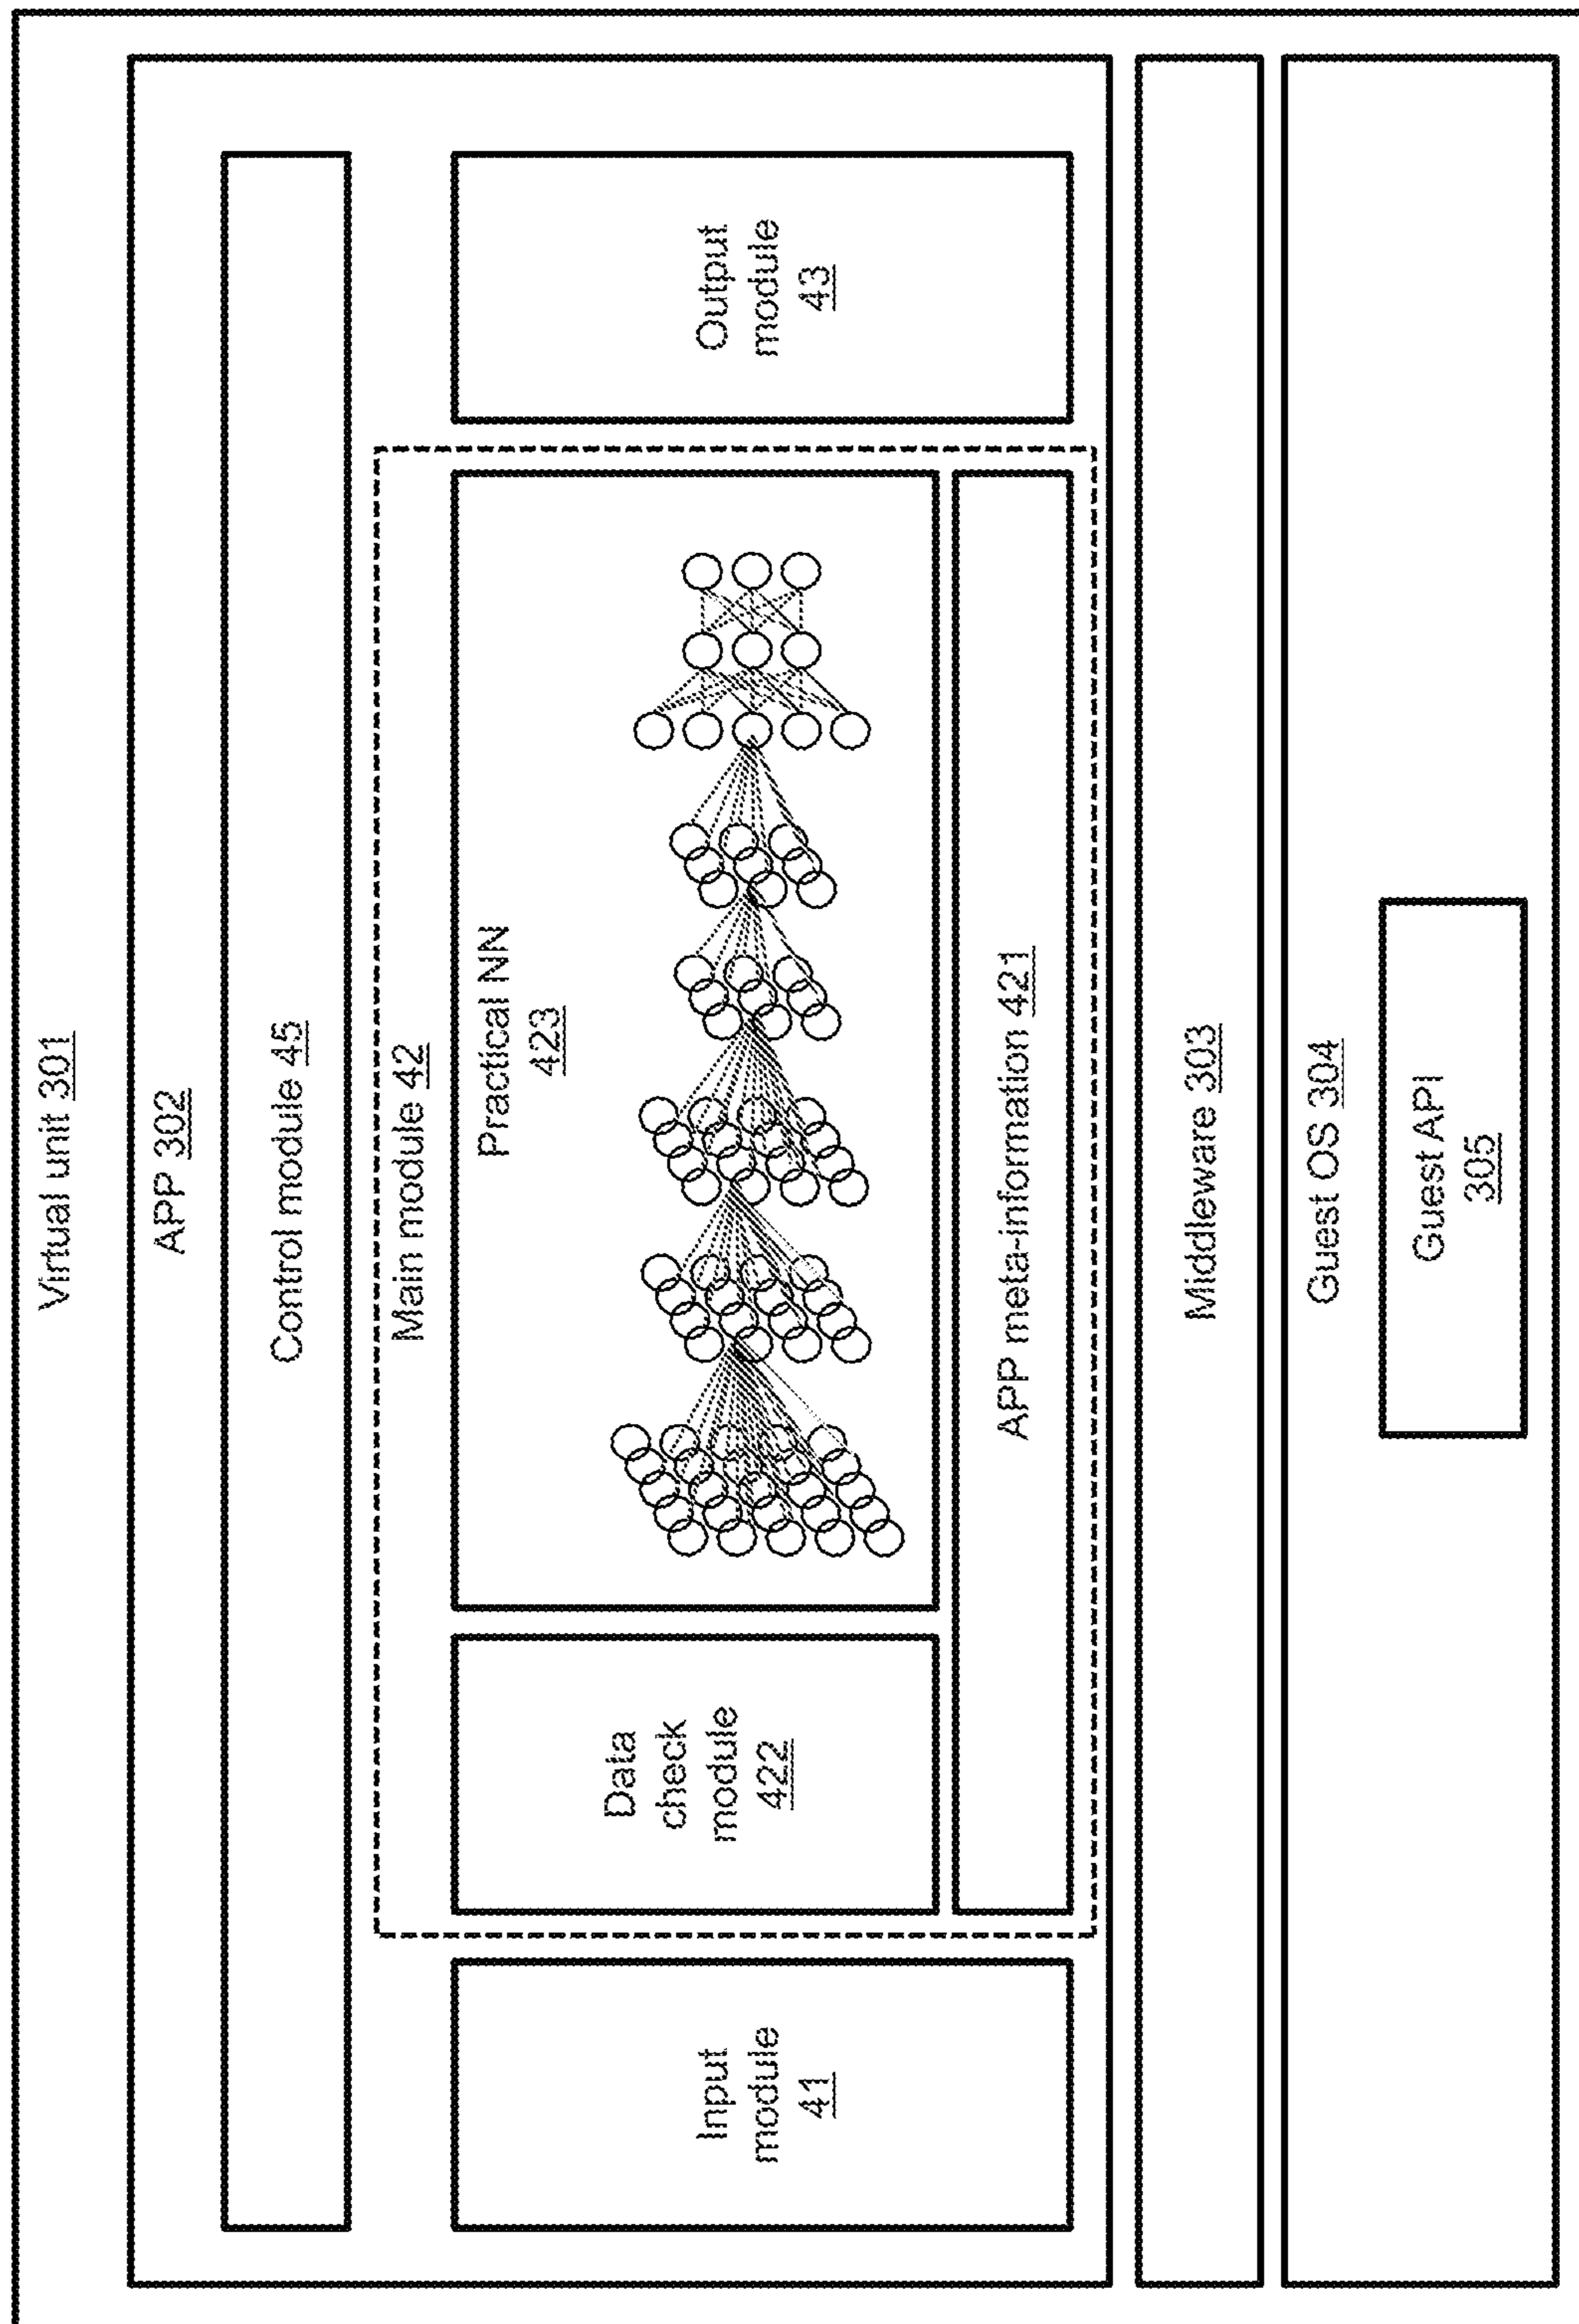 Virtual unit 301
APP 302
Control module 45
Main module 42
Input
module
41
Data
check
module
422
Practical NN
423
Output
module
43
APP meta-information 421
Middleware 303
Guest OS 304
Guest API
305